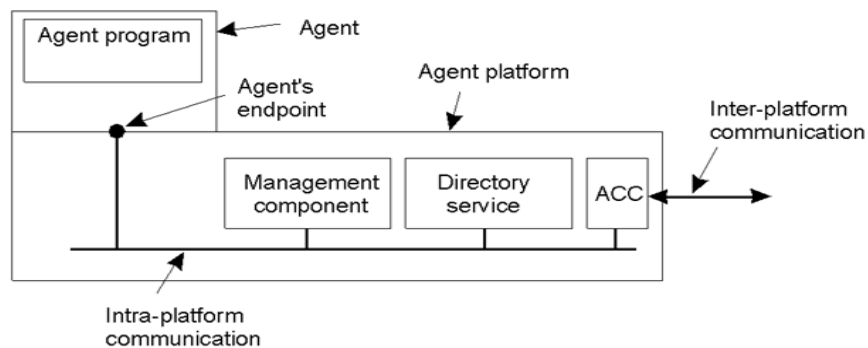 Agent program
Agent
Agent's
endpoint
Agent platform
Inter-platform
communication
Management
component
Directory
service
ACC
Intra-platform
communication